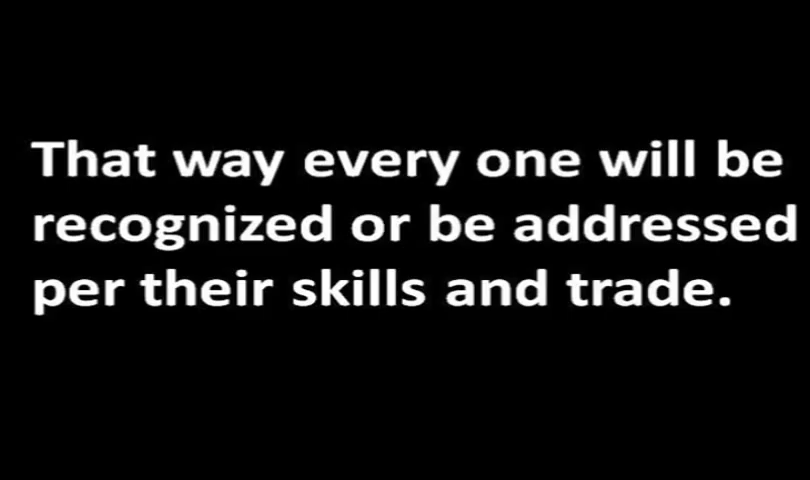 That way every one will be
recognized or be addressed
per their skills and trade.